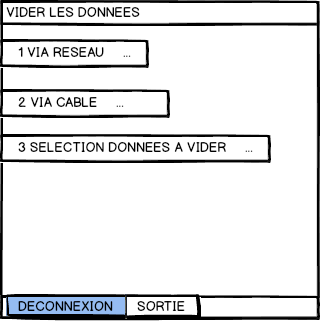 VIDER LES DONNEES
1 VIA RESEAU ...
2 VIA CABLE ...
3 SELECTION DONNEES A VIDER ...
DECONNEXION SORTIE